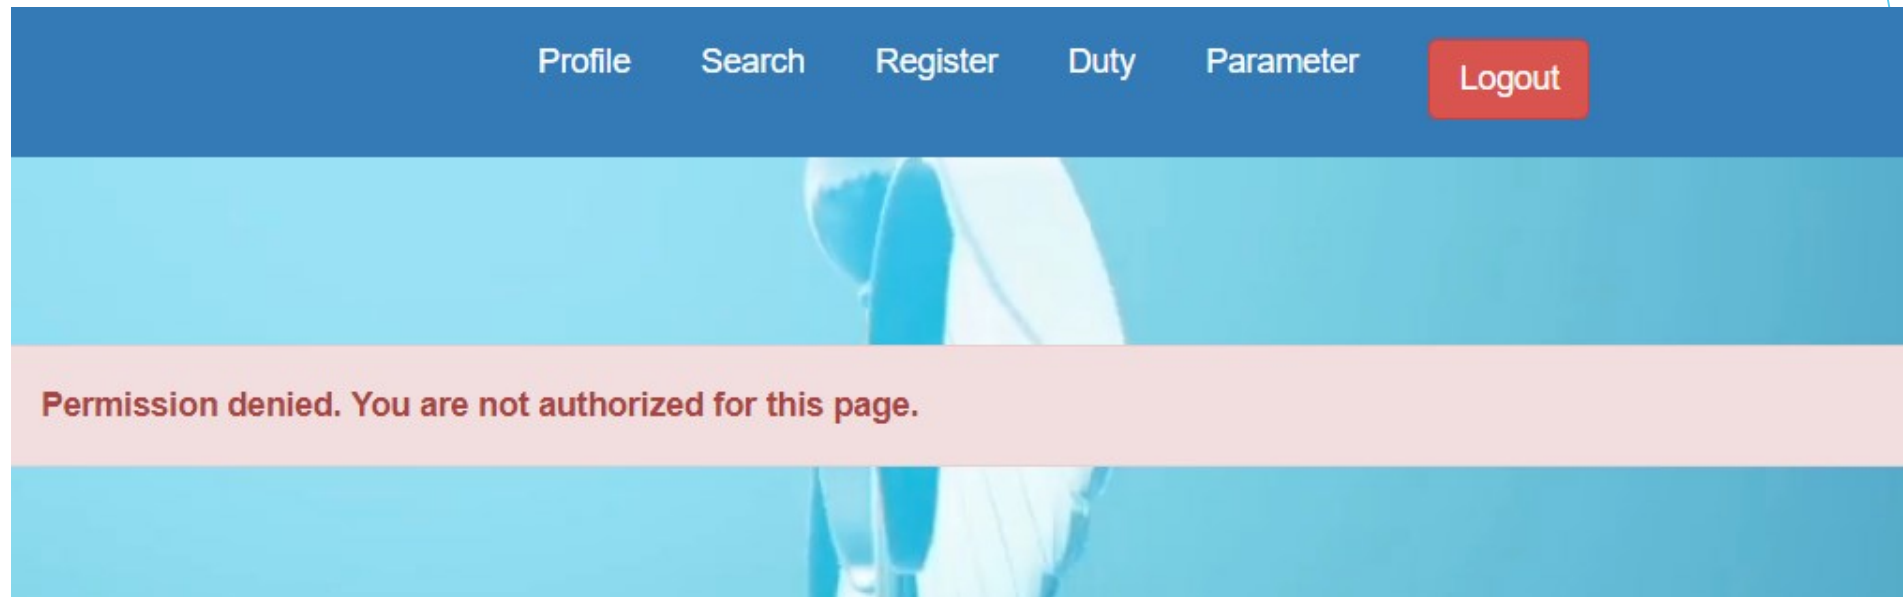 Profile Search Register Duty Parameter Logout
Permission denied. You are not authorized for this page.